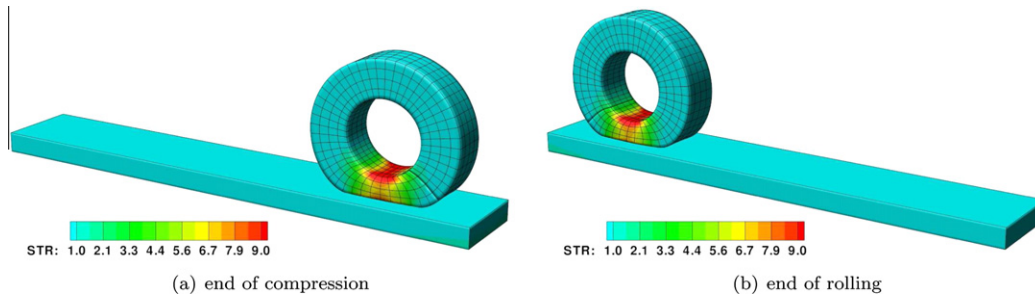 STR: 1.0 2.1 3.3 4.4 5.6 6.7 7.9 9.0
STR: 1.0 2.1 3.3 4.4 5.6 6.7 7.9 9.0
(a) end of compression
(b) end of rolling